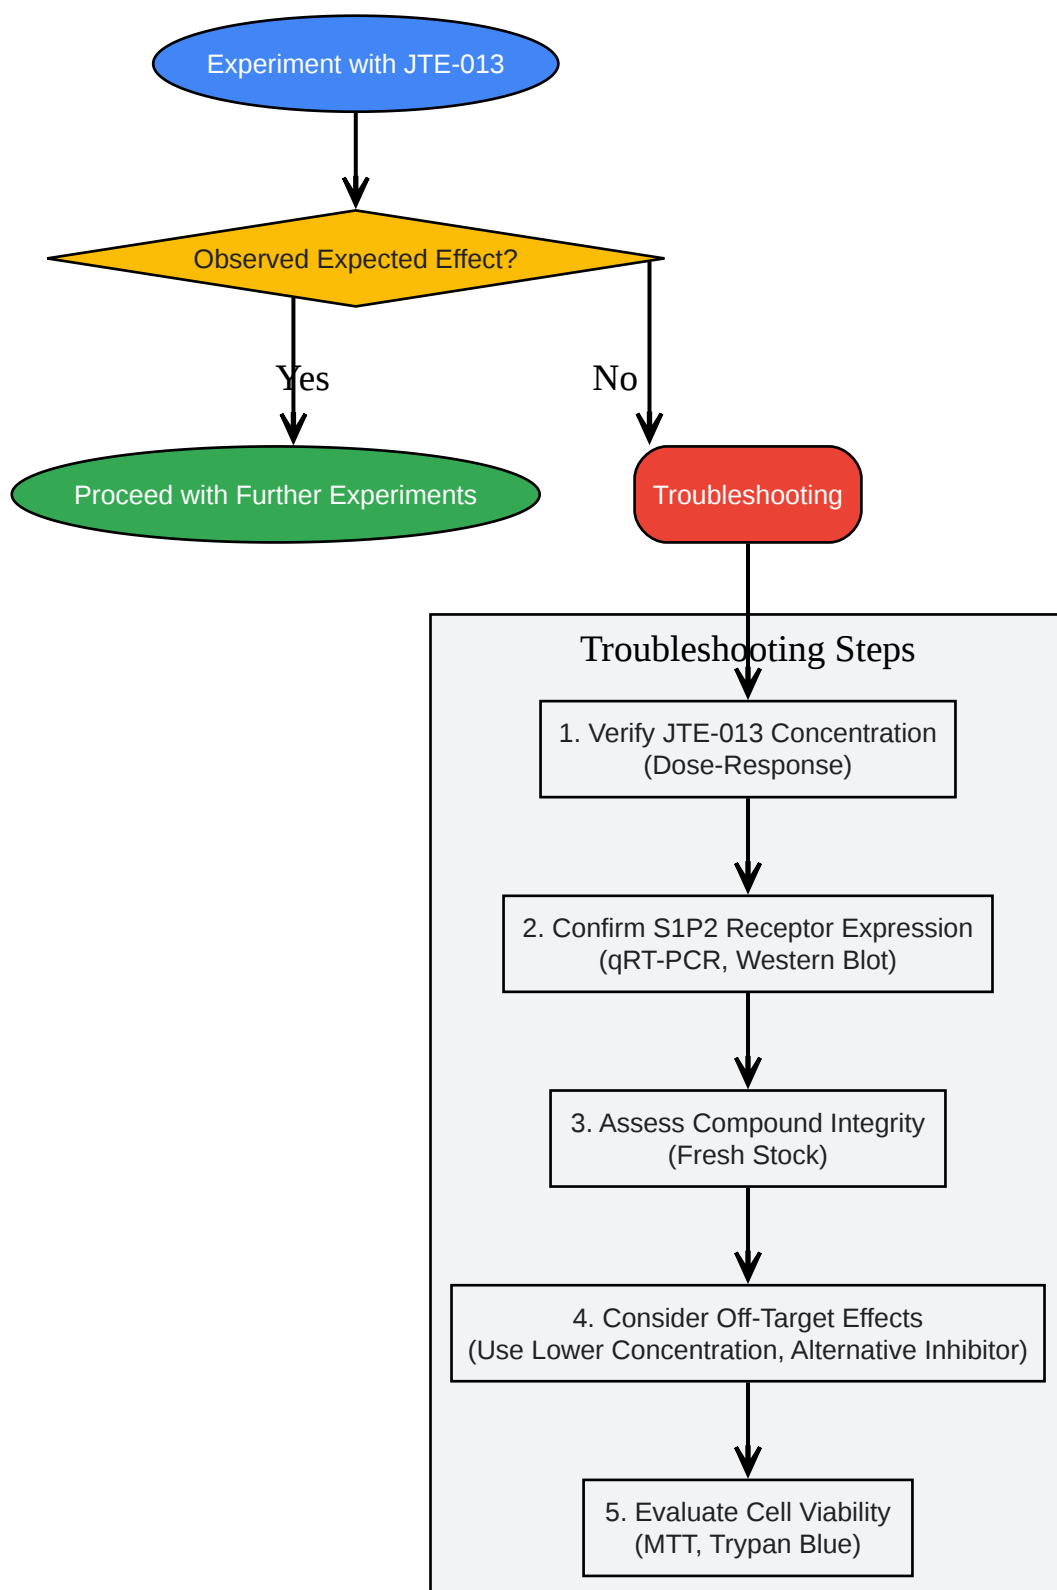 Experiment with JTE-013
Observed Expected Effect?
Yes
No
Proceed with Further Experiments
Troubleshooting
Troubleshooting Steps
1. Verify JTE-013 Concentration
(Dose-Response)
2. Confirm S1P2 Receptor Expression
(qRT-PCR, Western Blot)
3. Assess Compound Integrity
(Fresh Stock)
4. Consider Off-Target Effects
(Use Lower Concentration, Alternative Inhibitor)
5. Evaluate Cell Viability
(MTT, Trypan Blue)